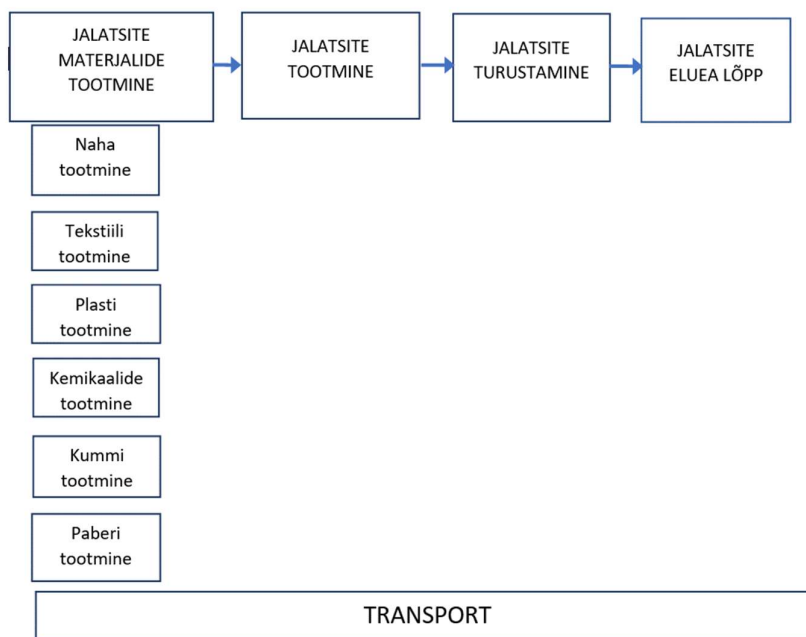 JALATSITE
MATERJALIDE
TOOTMINE
JALATSITE
TOOTMINE
JALATSITE
TURUSTAMINE
JALATSITE
ELUEA LÕPP
Naha
tootmine
Tekstiili
tootmine
Plasti
tootmine
Kemikaalide
tootmine
Kummi
tootmine
Paberi
tootmine
TRANSPORT